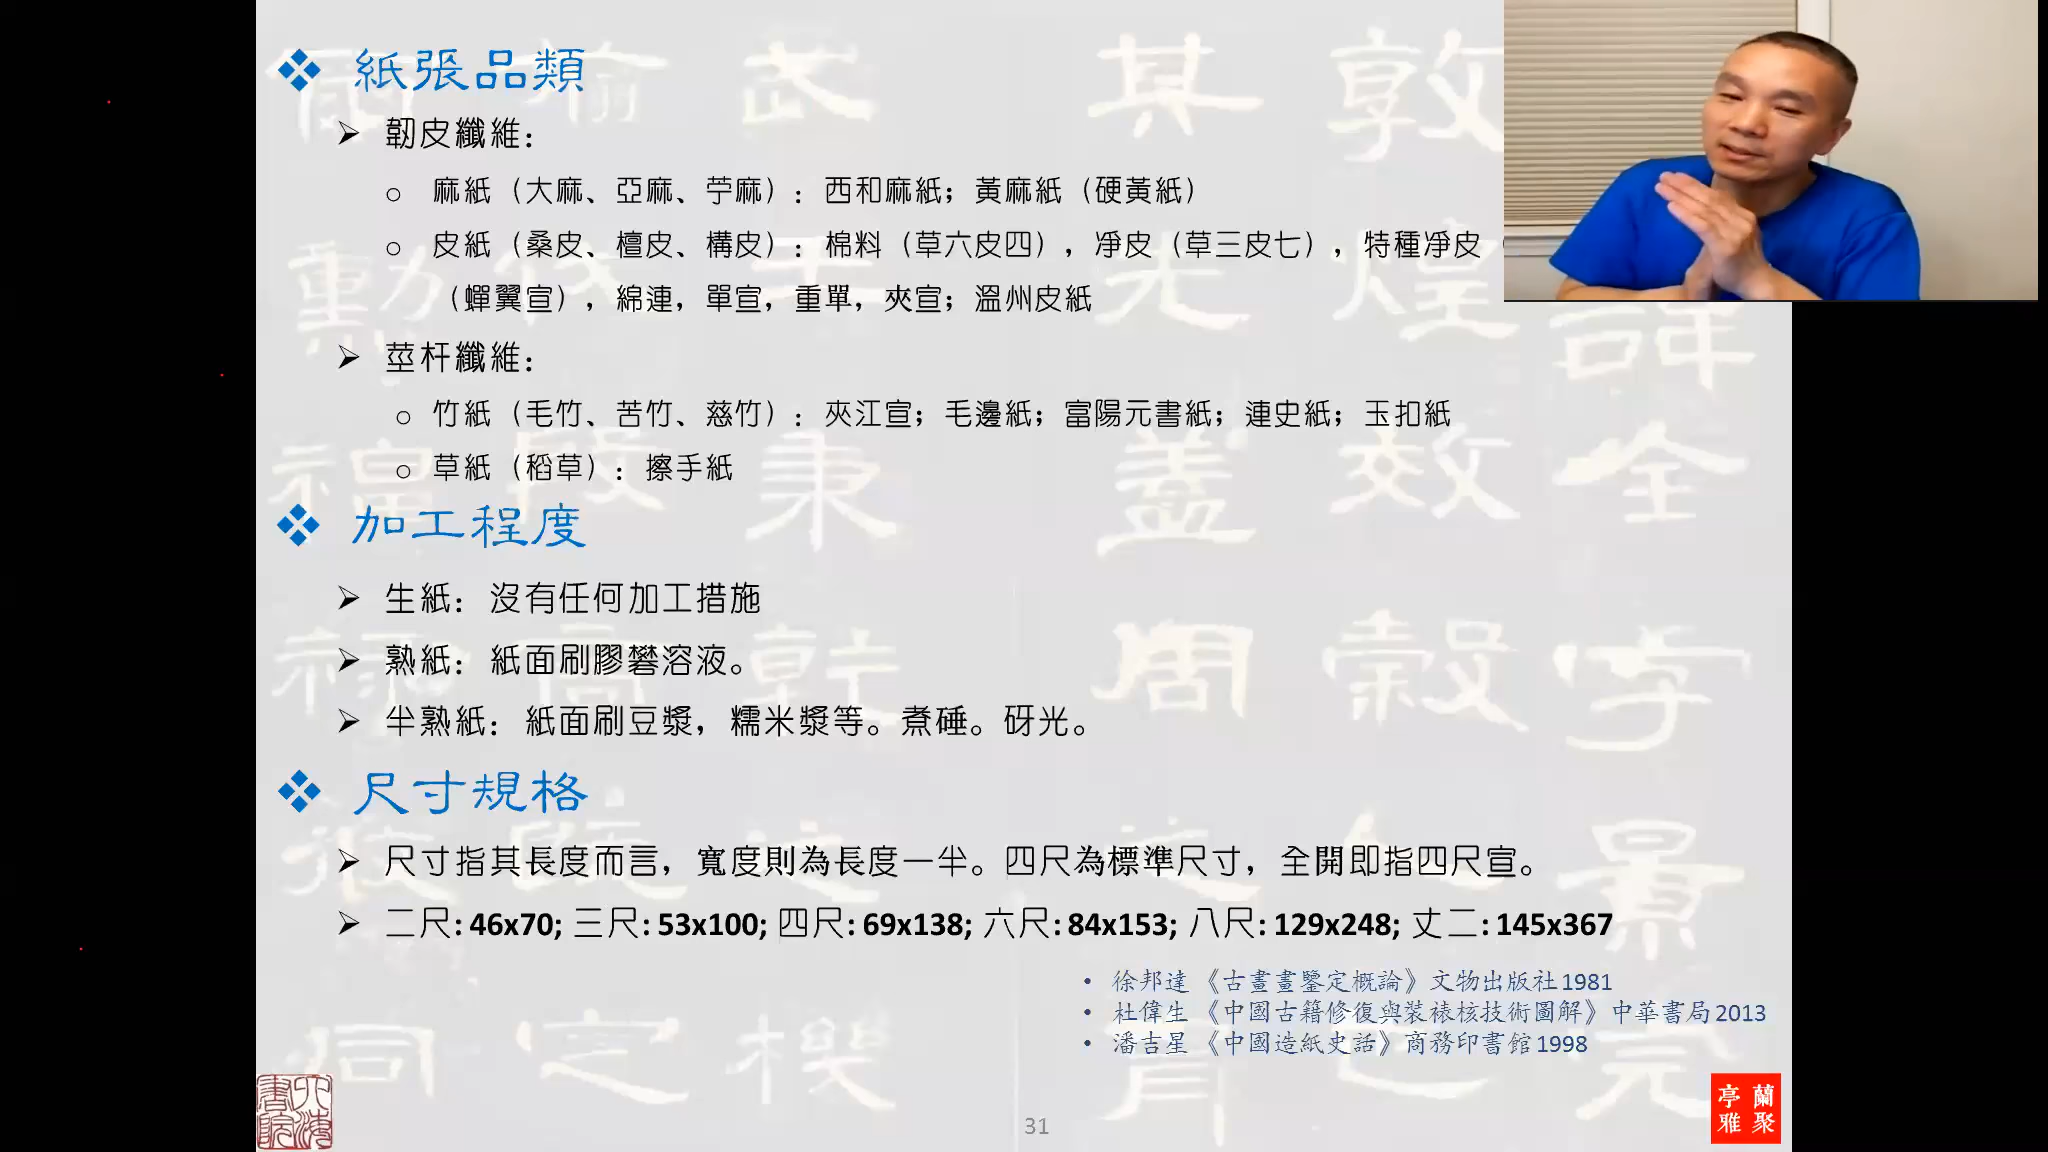 紙張品類
韌皮纖維：
麻紙（大麻、亞麻、苧麻）：西和麻紙；黃麻紙（硬黃紙）
皮紙（桑皮、檀皮、構皮）：棉料（草六皮四），凈皮（草三皮七），特種凈皮
（蟬翼宣），綿連，單宣，重單，夾宣；溫州皮紙
莖杆纖維：
竹紙（毛竹、苦竹、慈竹）：夾江宣；毛邊紙；富陽元書紙；連史紙；玉扣紙
草紙（稻草）：擦手紙
加工程度
生紙：沒有任何加工措施
熟紙：紙面刷膠礬溶液。
半熟紙：紙面刷豆漿，糯米漿等。煮硾。砑光。
尺寸規格
尺寸指其長度而言，寬度則為長度一半。四尺為標準尺寸，全開即指四尺宣。
二尺: 46x70; 三尺: 53x100; 四尺: 69x138; 六尺: 84x153; 八尺: 129x248; 丈二: 145x367
徐邦達《古畫畫鑒定概論》文物出版社1981
杜偉生《中國古籍修復與裝裱核技術圖解》中華書局2013
潘吉星《中國造紙史話》商務印書館1998
31
蘭聚
亭雅